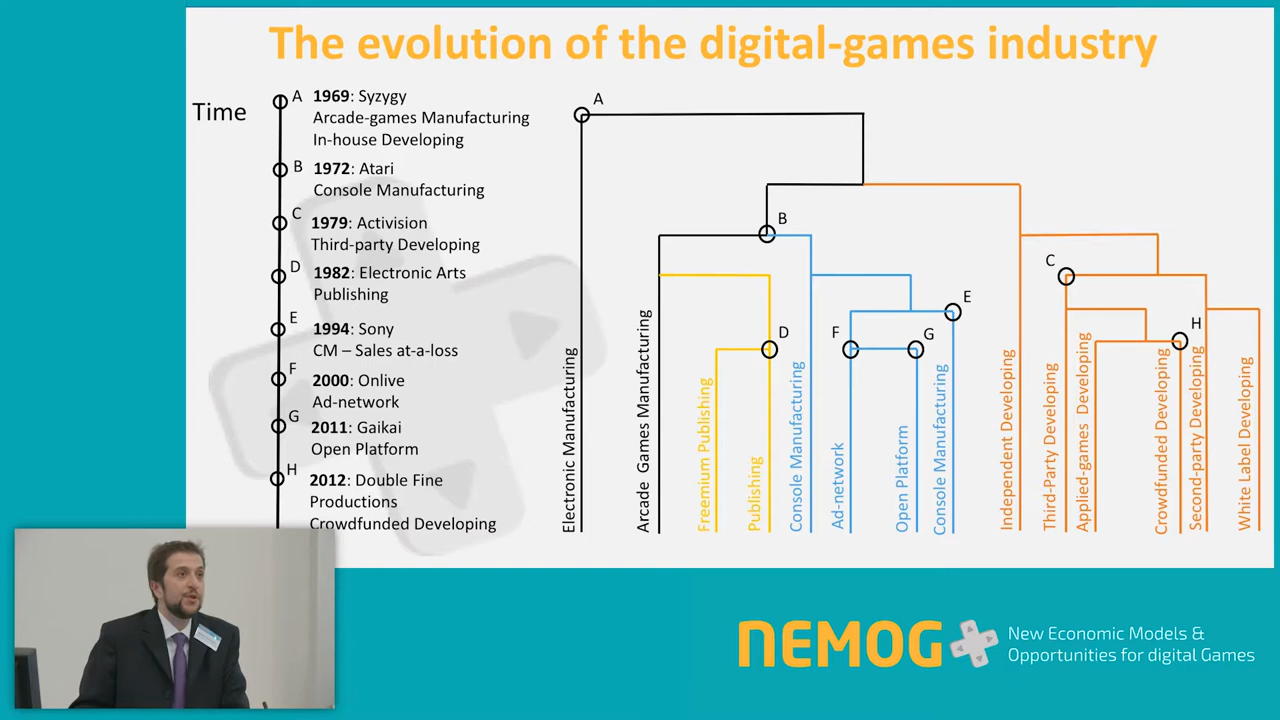 The evolution of the digital-games industry
Time
A
1969: Syzygy
Arcade-games Manufacturing
In-house Developing
B
1972: Atari
Console Manufacturing
C
1979: Activision
Third-party Developing
D
1982: Electronic Arts
Publishing
E
1994: Sony
CM – Sales at-a-loss
F
2000: Onlive
Ad-network
G
2011: Gaikai
Open Platform
H
2012: Double Fine
Productions
Crowdfunded Developing
A
B
C
D
E
F
G
H
Electronic Manufacturing
Arcade Games Manufacturing
Freemium Publishing
Publishing
Console Manufacturing
Ad-network
Open Platform
Console Manufacturing
Independent Developing
Third-Party Developing
Applied-games Developing
Crowdfunded Developing
Second-party Developing
White Label Developing
NEMOG
New Economic Models &
Opportunities for digital Games